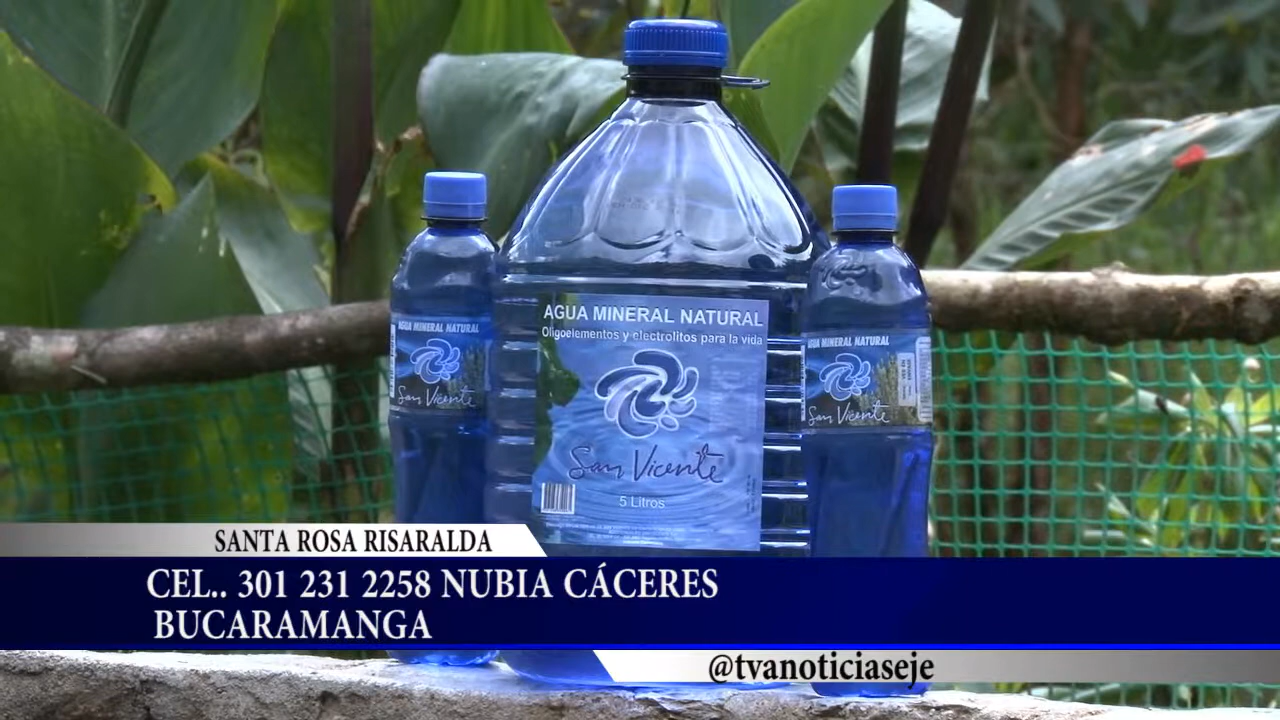 AGUA MINERAL NATURAL
Oligoelementos y electrolitos para la vida
San Vicente
5 Litros
AGUA MINERAL NATURAL
San Vicente
AGUA MINERAL NATURAL
San Vicente
SANTA ROSA RISARALDA
CEL.. 301 231 2258 NUBIA CÁCERES
BUCARAMANGA
@tvanoticiaseje